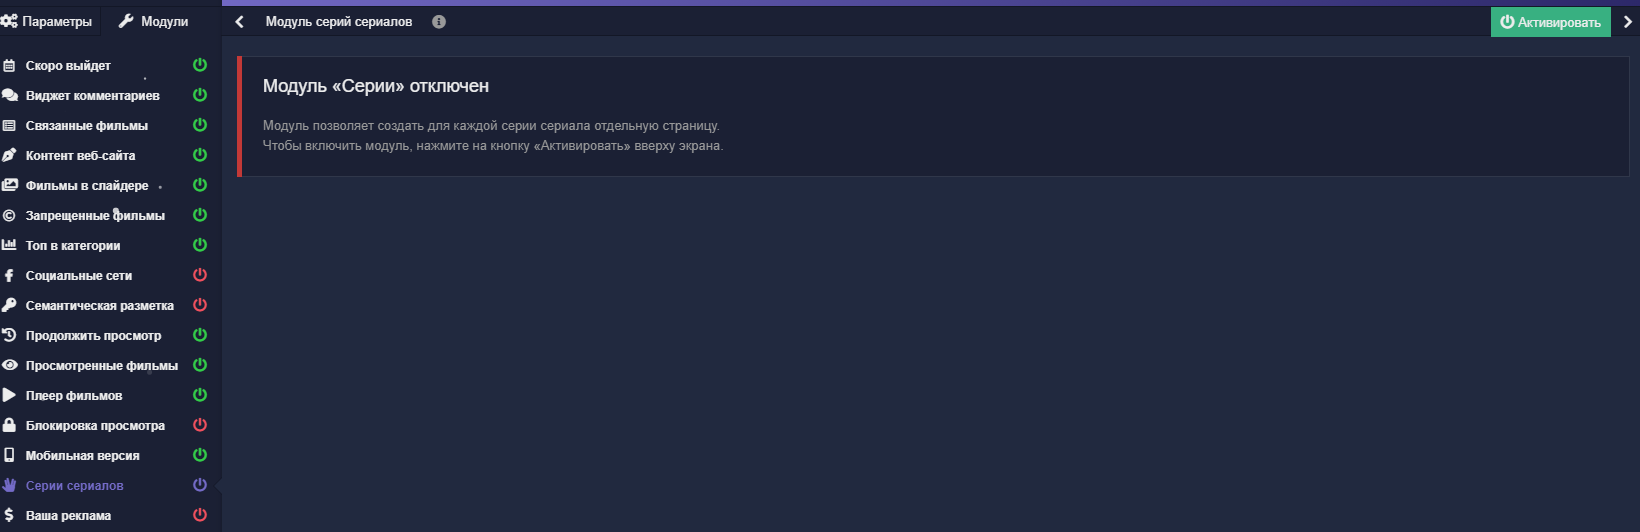 Параметры
Модули
Модуль серий сериалов
Активировать
Скоро выйдет
Виджет комментариев
Связанные фильмы
Контент веб-сайта
Фильмы в слайдере
Запрещенные фильмы
Топ в категории
Социальные сети
Семантическая разметка
Продолжить просмотр
Просмотренные фильмы
Плеер фильмов
Блокировка просмотра
Мобильная версия
Серии сериалов
Ваша реклама
Модуль «Серии» отключен
Модуль позволяет создать для каждой серии сериала отдельную страницу.
Чтобы включить модуль, нажмите на кнопку «Активировать» вверху экрана.